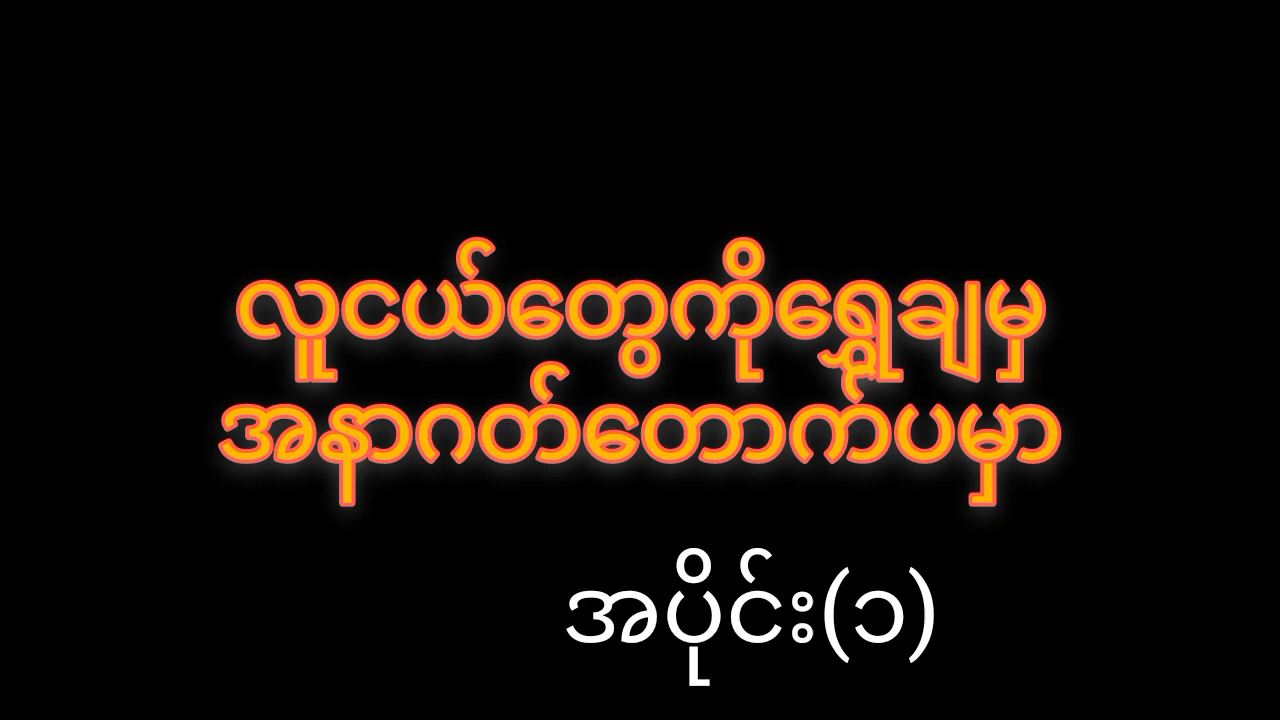 လူငယ်တွေကိုရွှေချမှ
အနာဂတ်တောက်ပမှာ
အပိုင်း(၁)